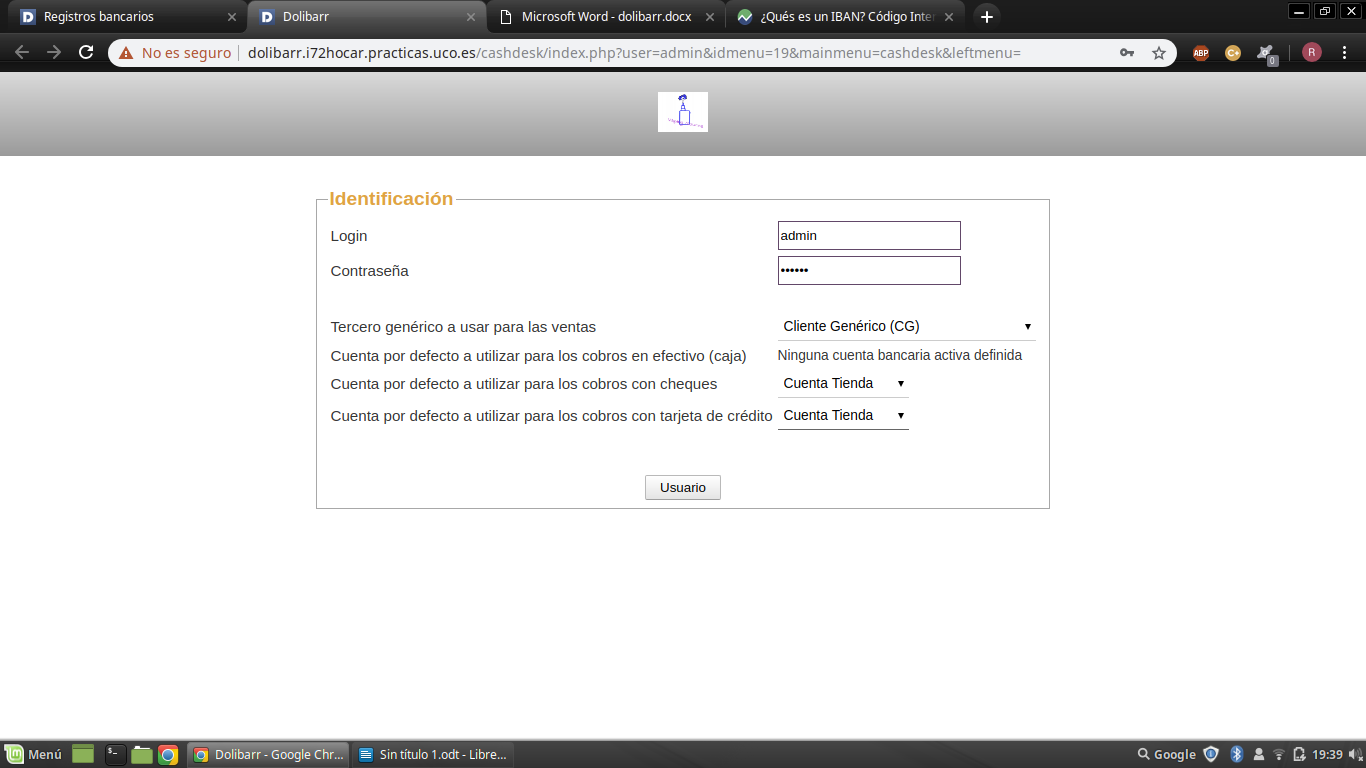 Registros bancarios
Dolibarr
Microsoft Word - dolibarr.docx
¿Qués es un IBAN? Código Inter
No es seguro
dolibarr.i72hocar.practicas.uco.es/cashdesk/index.php?user=admin&idmenu=19&mainmenu=cashdesk&leftmenu=
ABP
C+
0
R
Identificación
Login
admin
Contraseña
••••••
Tercero genérico a usar para las ventas
Cliente Genérico (CG)
Cuenta por defecto a utilizar para los cobros en efectivo (caja)
Ninguna cuenta bancaria activa definida
Cuenta por defecto a utilizar para los cobros con cheques
Cuenta Tienda
Cuenta por defecto a utilizar para los cobros con tarjeta de crédito
Cuenta Tienda
Usuario
Menú
Dolibarr - Google Chr...
Sin título 1.odt - Libre...
Google
19:39